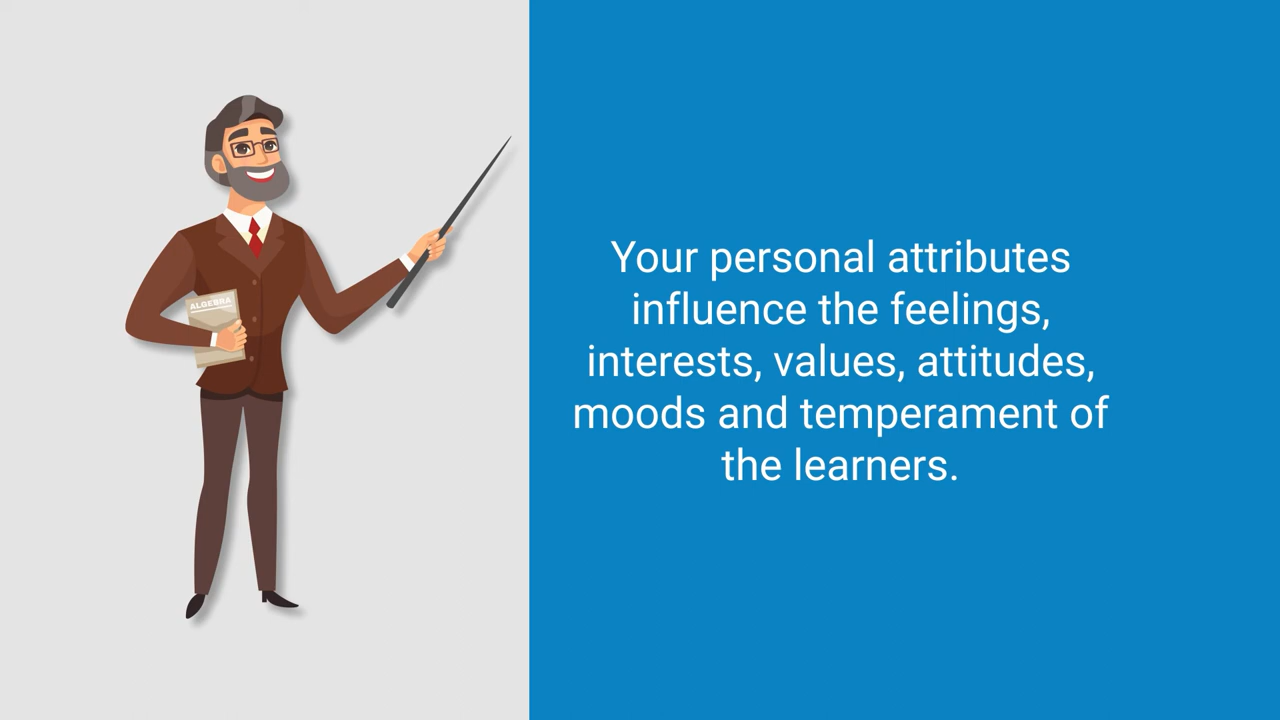 ALGEBRA
Your personal attributes
influence the feelings,
interests, values, attitudes,
moods and temperament of
the learners.